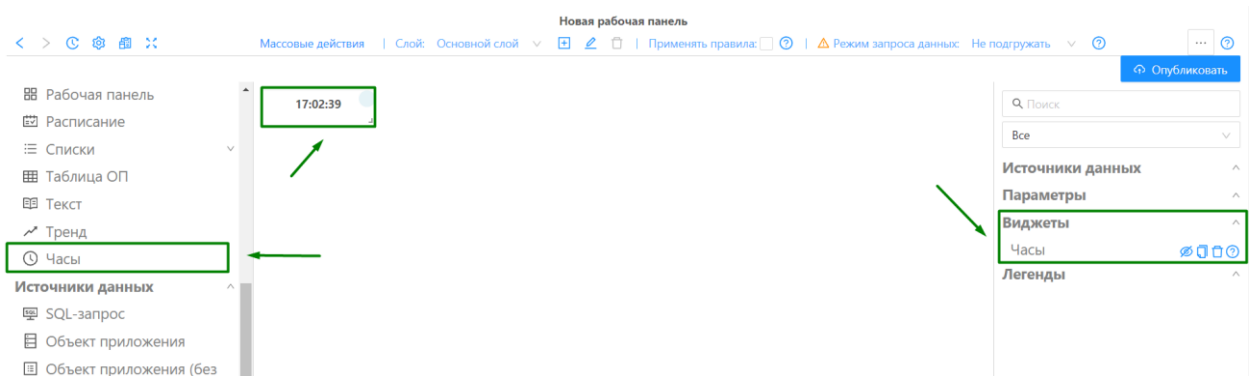 Новая рабочая панель
Массовые действия | Слой: Основной слой | Применять правила: | Режим запроса данных: Не подгружать
Опубликовать
Рабочая панель
Расписание
Списки
Таблица ОП
Текст
Тренд
Часы
Источники данных
SQL-запрос
Объект приложения
Объект приложения (без
17:02:39
Поиск
Все
Источники данных
Параметры
Виджеты
Часы
Легенды